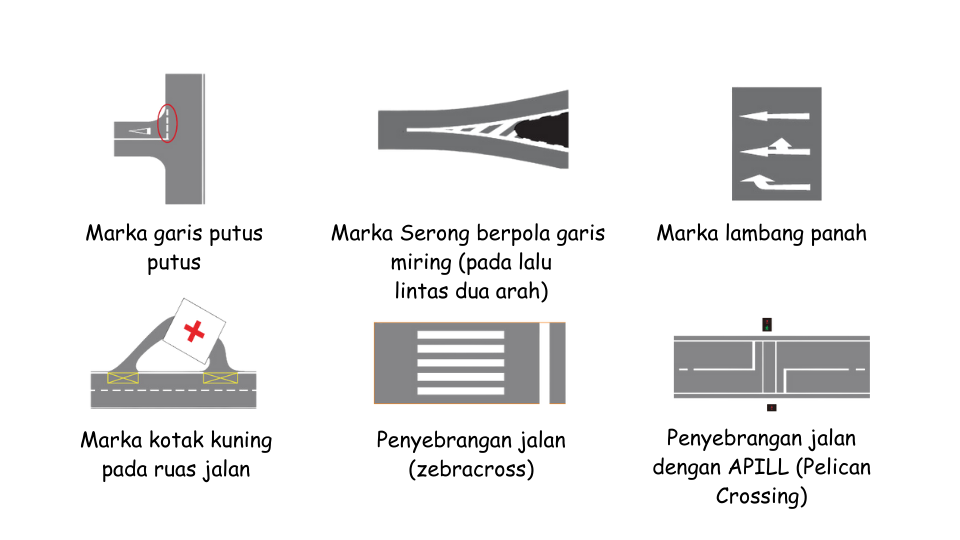 Marka garis putus
putus
Marka Serong berpola garis
miring (pada lalu
lintas dua arah)
Marka lambang panah
Marka kotak kuning
pada ruas jalan
Penyebrangan jalan
(zebracross)
Penyebrangan jalan
dengan APILL (Pelican
Crossing)